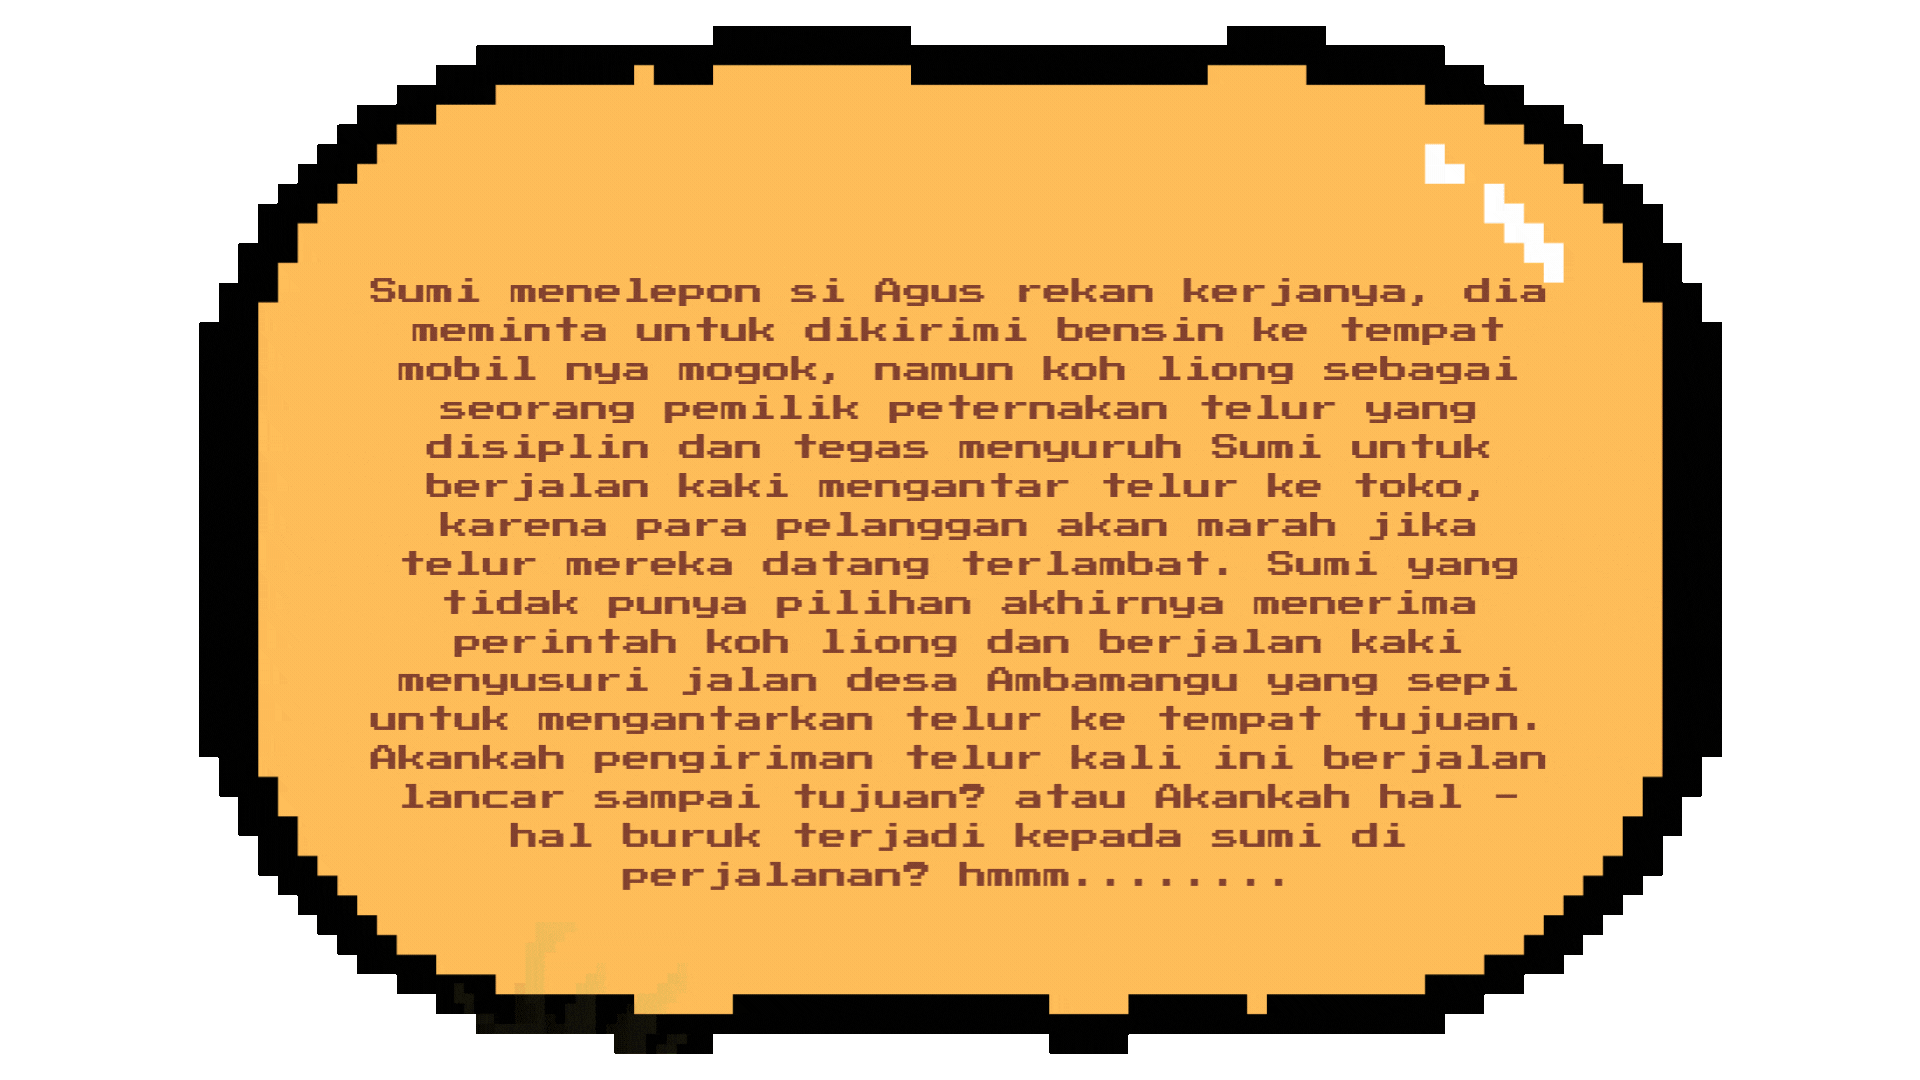 Sumi menelepon si Agus rekan kerjanya, dia
meminta untuk dikirimi bensin ke tempat
mobil nya mogok, namun koh liong sebagai
seorang pemilik peternakan telur yang
disiplin dan tegas menyuruh Sumi untuk
berjalan kaki mengantar telur ke toko,
karena para pelanggan akan marah jika
telur mereka datang terlambat. Sumi yang
tidak punya pilihan akhirnya menerima
perintah koh liong dan berjalan kaki
menyusuri jalan desa Ambamangu yang sepi
untuk mengantarkan telur ke tempat tujuan.
Akankah pengiriman telur kali ini berjalan
lancar sampai tujuan? atau Akankah hal -
hal buruk terjadi kepada sumi di
perjalanan? hmmm........